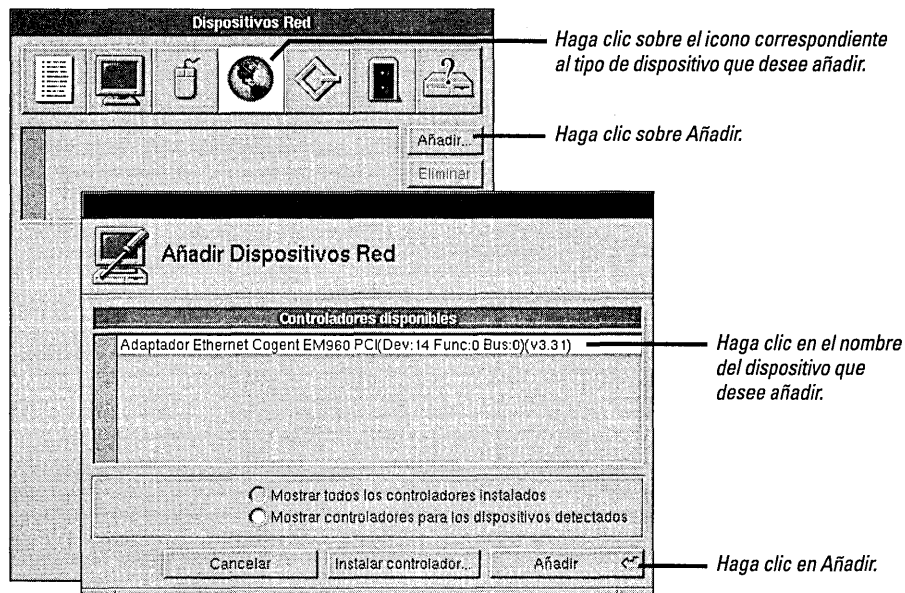 Dispositivos Red
Haga clic sobre el icono correspondiente
al tipo de dispositivo que desee añadir.
?
Añadir...
Haga clic sobre Añadir.
Eliminar
Añadir Dispositivos Red
Controladores disponibles
Adaptador Ethernet Cogent EM960 PCI(Dev:14 Func:0 Bus:0)(v3.31)
Haga clic en el nombre
del dispositivo que
desee añadir.
Mostrar todos los controladores instalados
Mostrar controladores para los dispositivos detectados
Cancelar
Instalar controlador...
Añadir
Haga clic en Añadir.